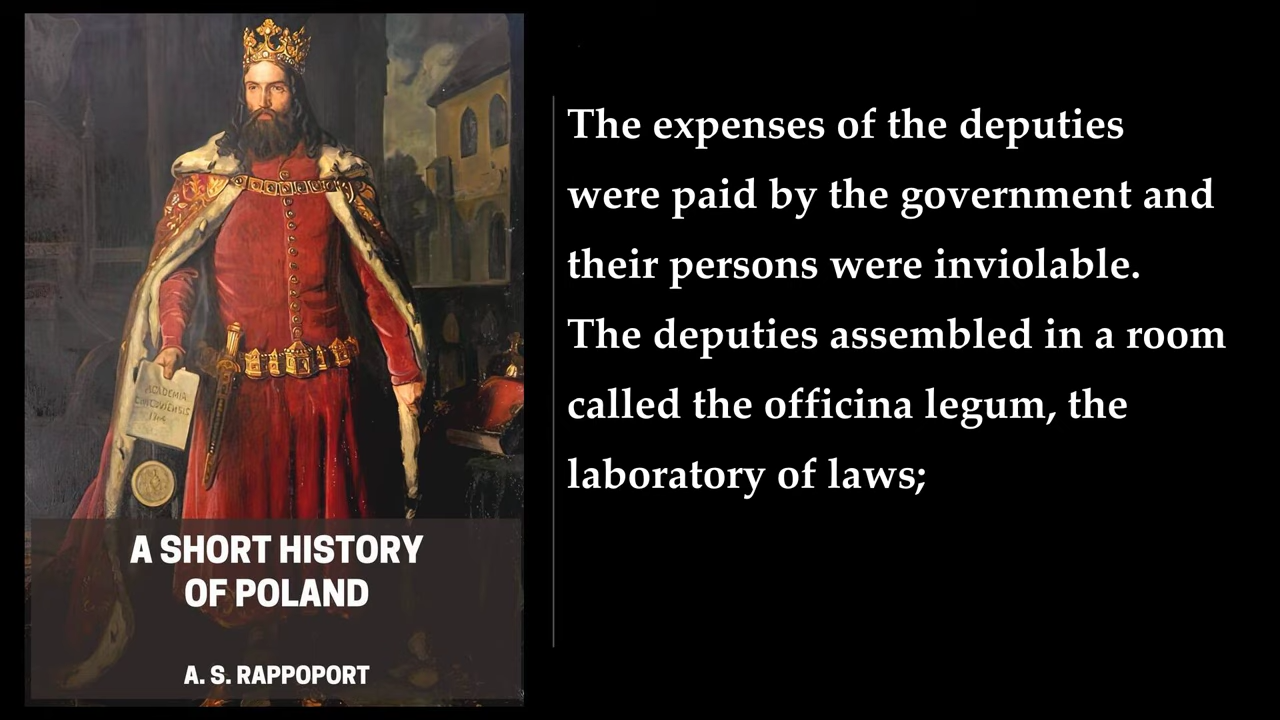 ACADEMIA
A SHORT HISTORY
OF POLAND
A. S. RAPPOPORT
The expenses of the deputies
were paid by the government and
their persons were inviolable.
The deputies assembled in a room
called the officina legum, the
laboratory of laws;